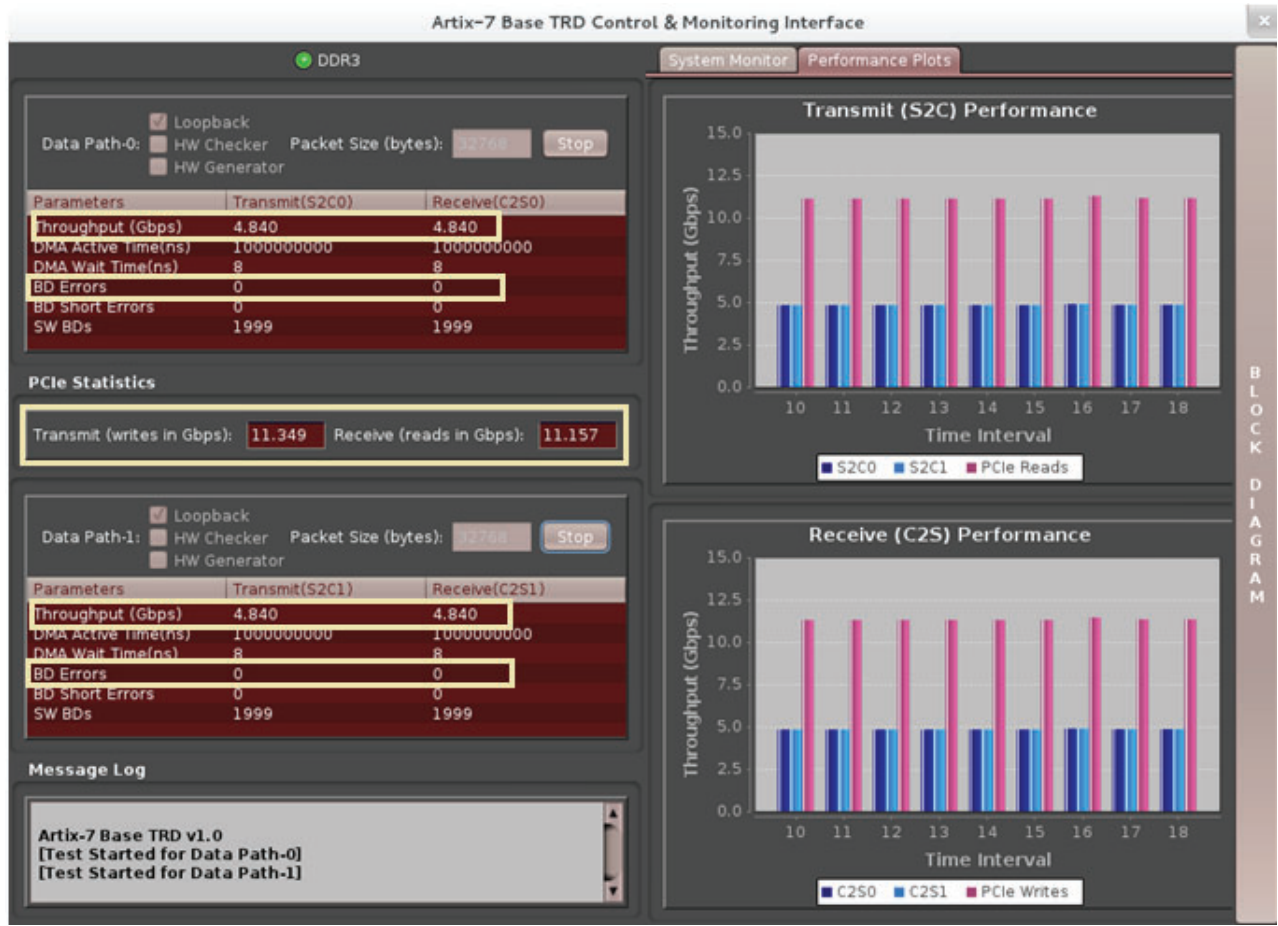 Artix-7 Base TRD Control & Monitoring Interface
DDR3
Loopback
Data Path-0: HW Checker Packet Size (bytes): 32768 Stop
HW Generator
Parameters Transmit(S2C0) Receive(C2S0)
Throughput (Gbps) 4.840 4.840
DMA Active Time(ns) 1000000000 1000000000
DMA Wait Time(ns) 8 8
BD Errors 0 0
BD Short Errors 0 0
SW BDs 1999 1999
PCIe Statistics
Transmit (writes in Gbps): 11.349 Receive (reads in Gbps): 11.157
Loopback
Data Path-1: HW Checker Packet Size (bytes): 32768 Stop
HW Generator
Parameters Transmit(S2C1) Receive(C2S1)
Throughput (Gbps) 4.840 4.840
DMA Active Time(ns) 1000000000 1000000000
DMA Wait Time(ns) 8 8
BD Errors 0 0
BD Short Errors 0 0
SW BDs 1999 1999
Message Log
Artix-7 Base TRD v1.0
[Test Started for Data Path-0]
[Test Started for Data Path-1]
System Monitor Performance Plots
Transmit (S2C) Performance
Throughput (Gbps)
15.0
12.5
10.0
7.5
5.0
2.5
0.0
10 11 12 13 14 15 16 17 18
Time Interval
S2C0 S2C1 PCIe Reads
Receive (C2S) Performance
Throughput (Gbps)
15.0
12.5
10.0
7.5
5.0
2.5
0.0
10 11 12 13 14 15 16 17 18
Time Interval
C2S0 C2S1 PCIe Writes
BLOCK DIAGRAM